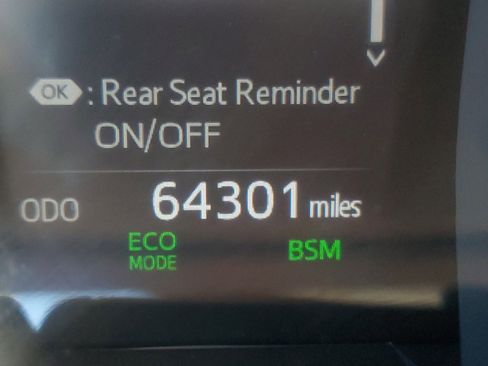 OK : Rear Seat Reminder
ON/OFF
ODO 64301 miles
ECO BSM
MODE